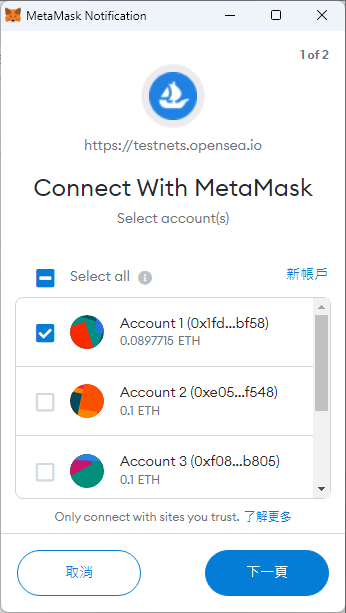 MetaMask Notification
1 of 2
https://testnets.opensea.io
Connect With MetaMask
Select account(s)
Select all
新帳戶
Account 1 (0x1fd...bf58)
0.0897715 ETH
Account 2 (0xe05...f548)
0.1 ETH
Account 3 (0xf08...b805)
0.1 ETH
Only connect with sites you trust. 了解更多
取消
下一頁